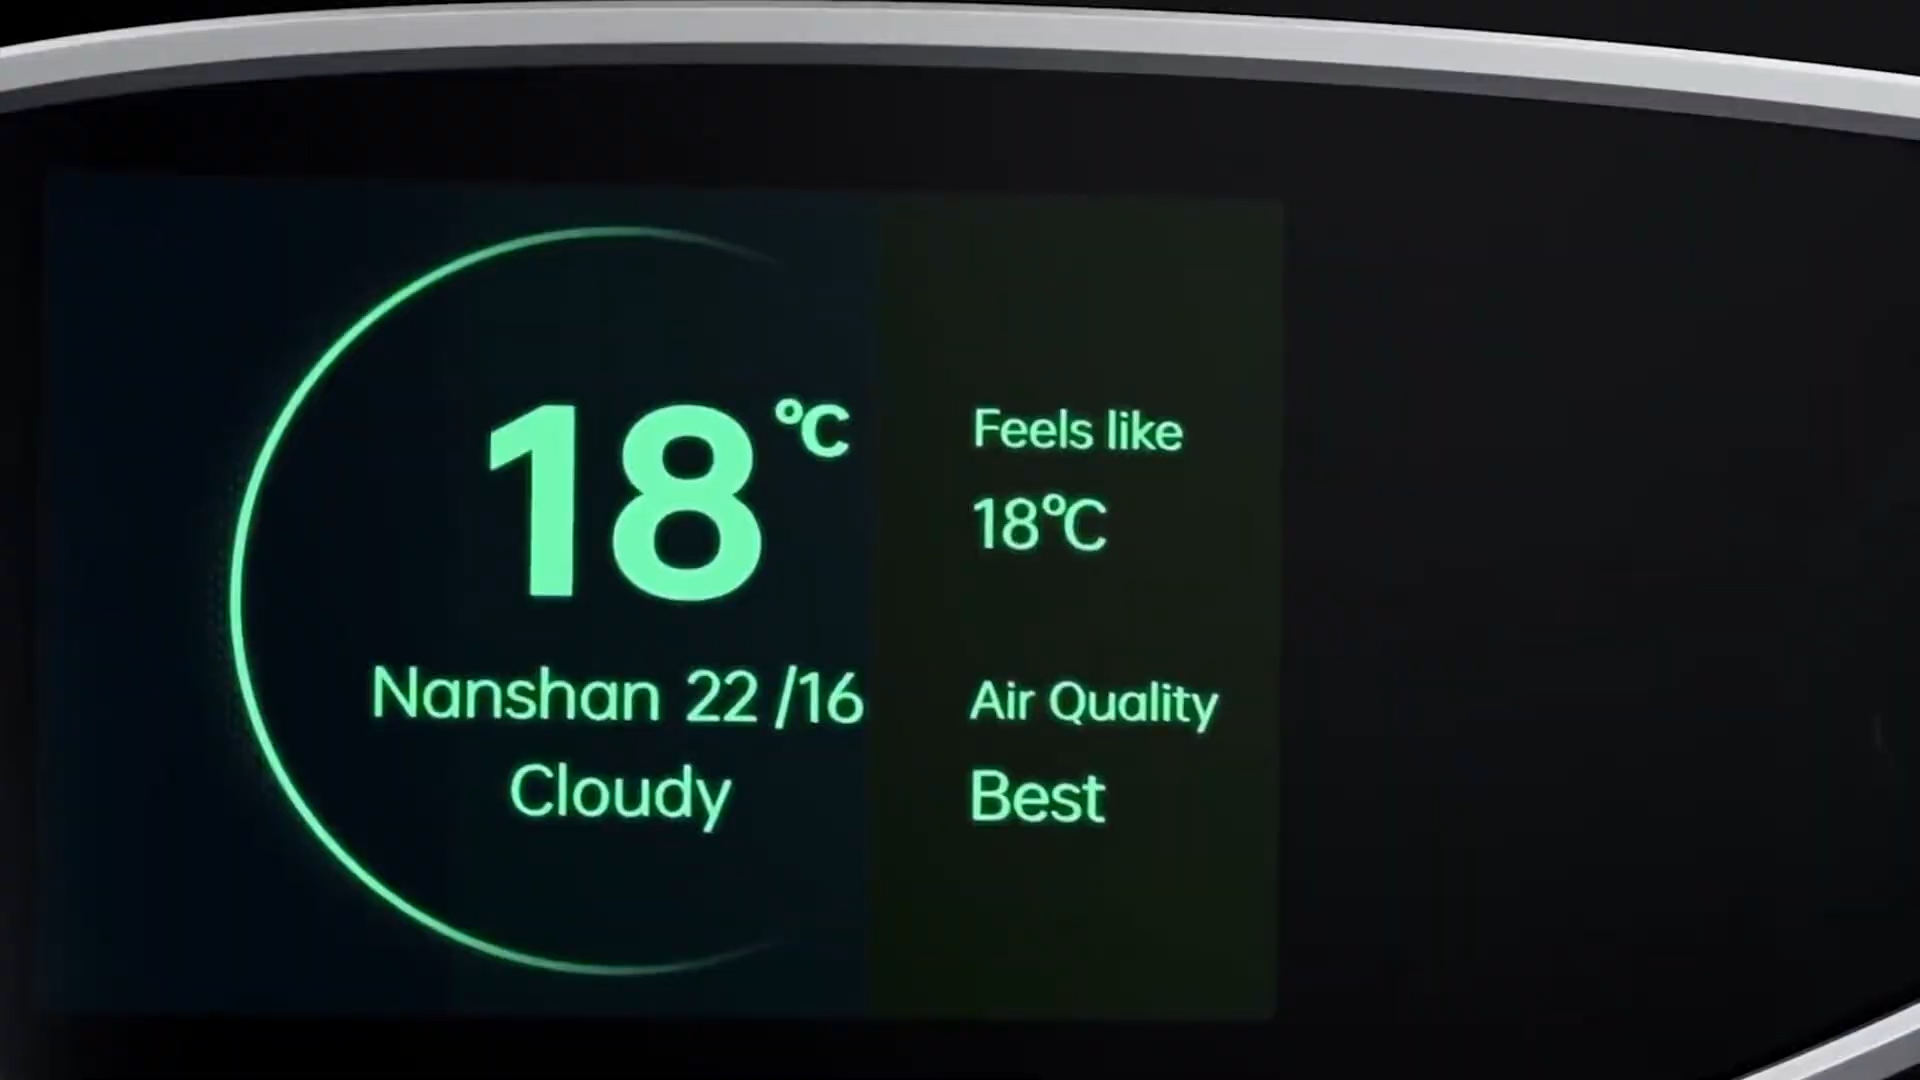 18 °C
Nanshan 22 /16
Cloudy
Feels like
18°C
Air Quality
Best